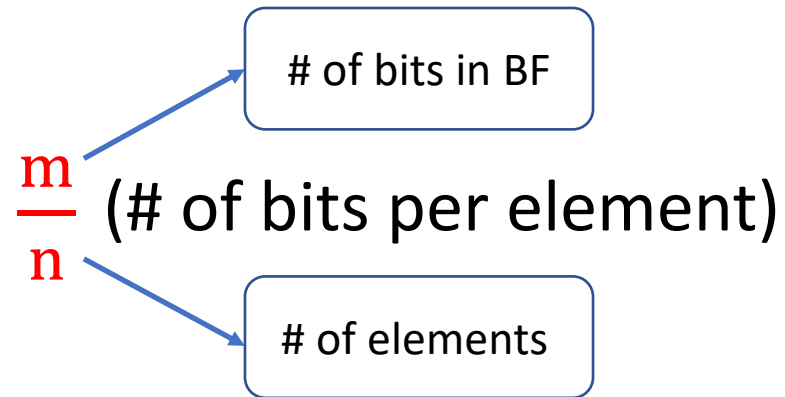 # of bits in BF
m
n
(# of bits per element)
# of elements